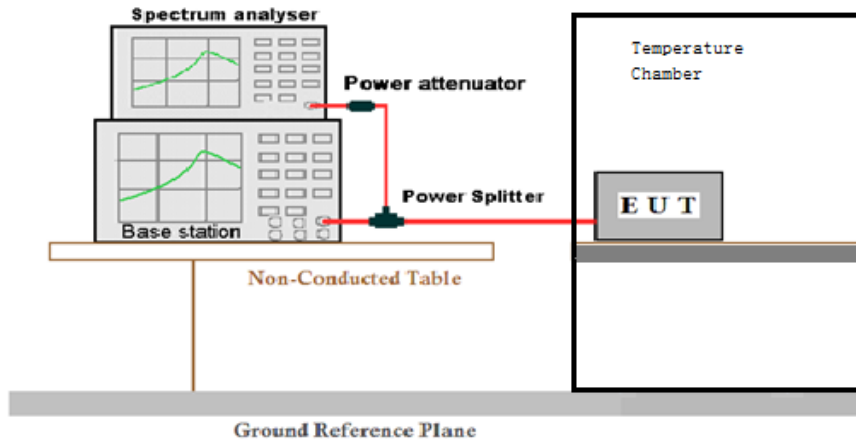 Spectrum analyser
Temperature
Chamber
Power attenuator
Power Splitter
E U T
Base station
Non-Conducted Table
Ground Reference Plane